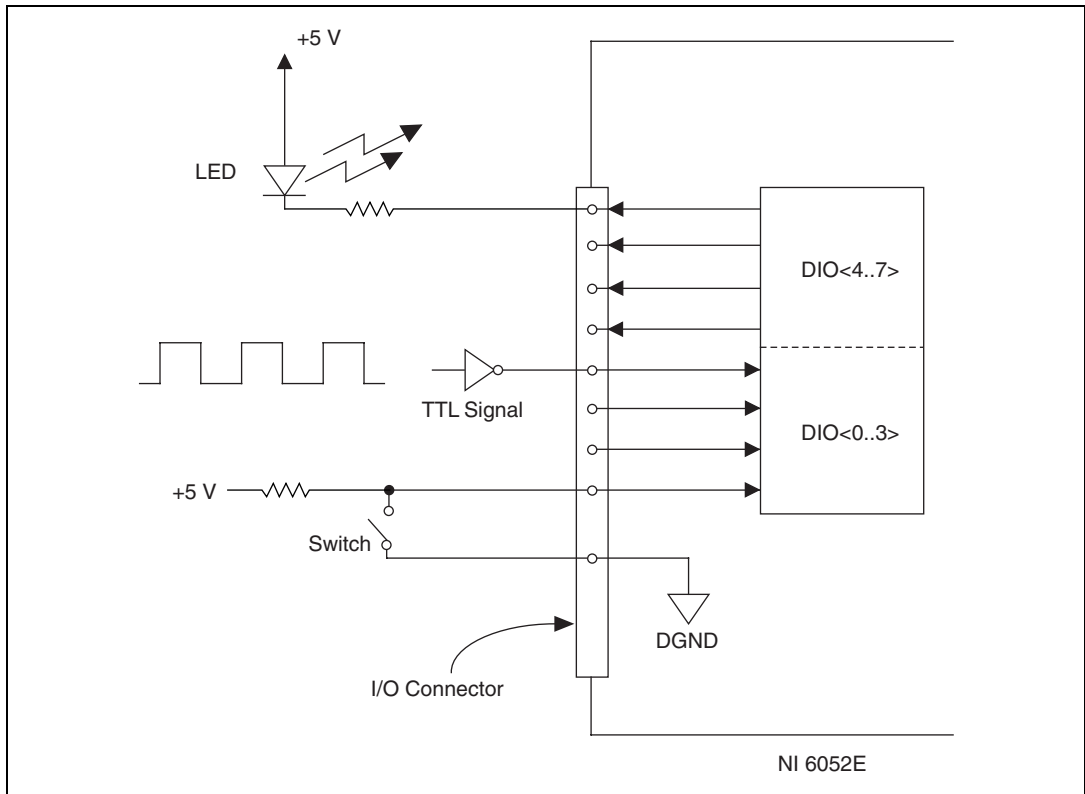 +5 V
LED
DIO<4..7>
TTL Signal
DIO<0..3>
+5 V
Switch
DGND
I/O Connector
NI 6052E